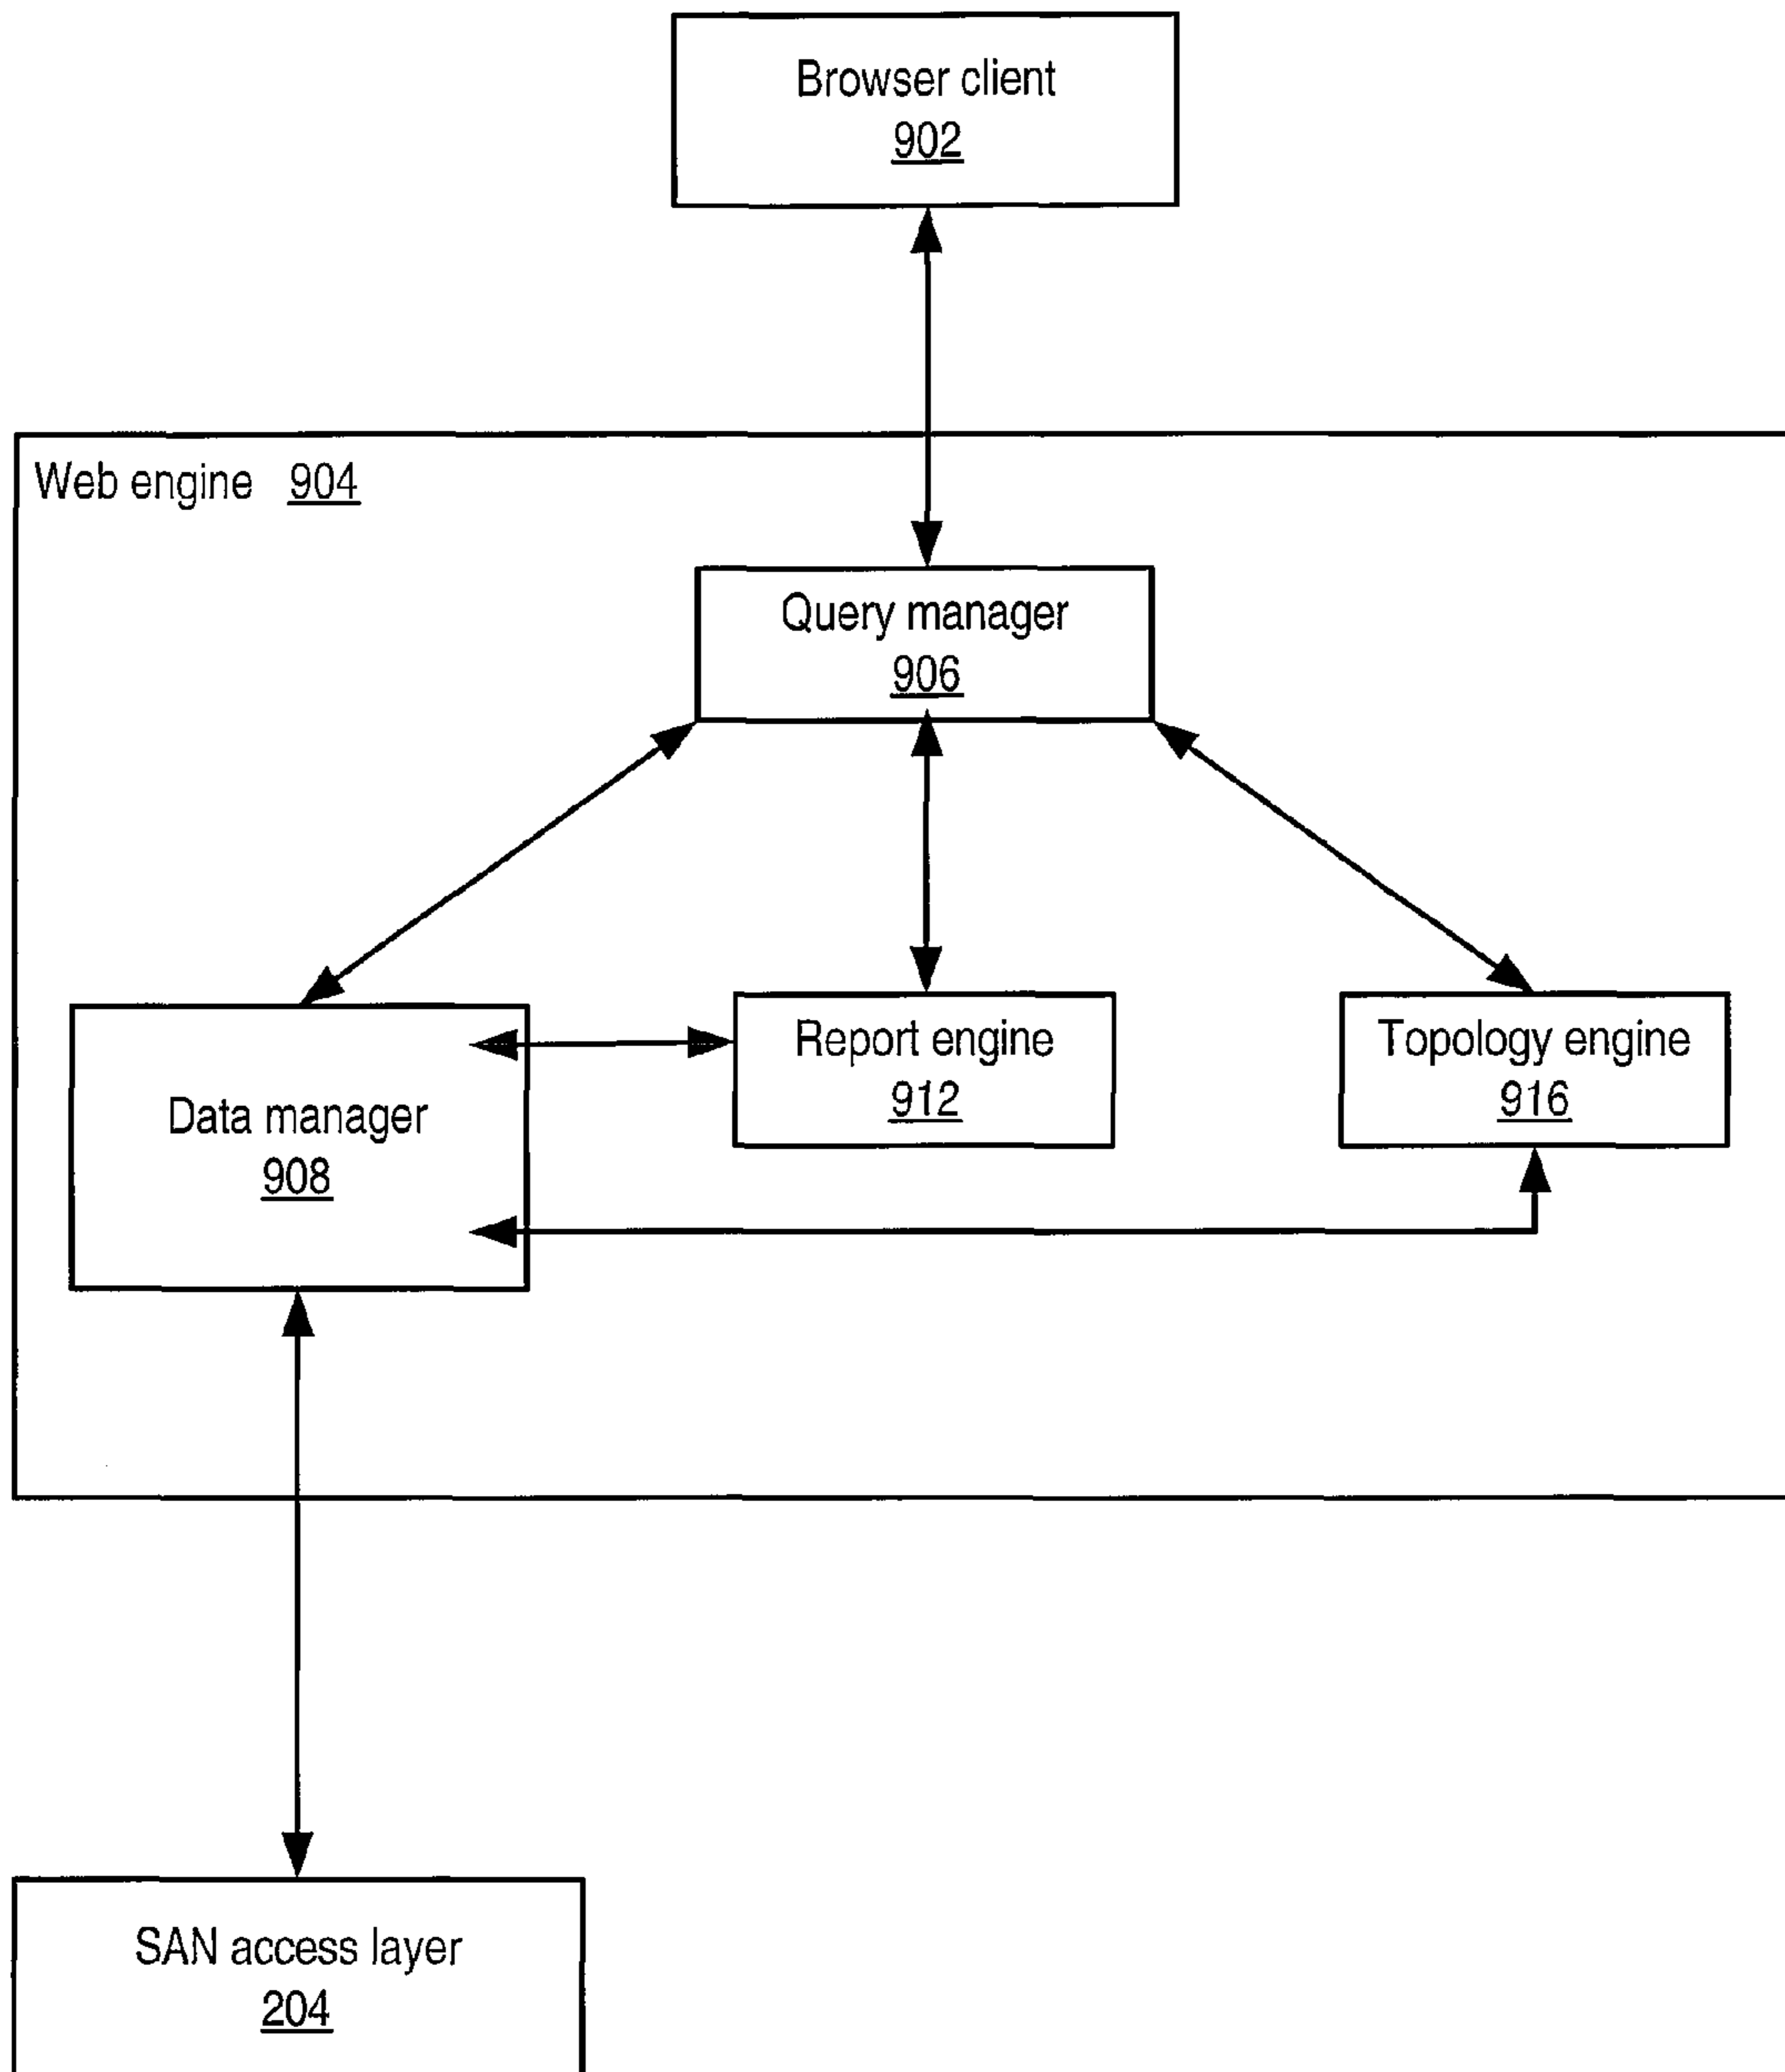 Browser client
902
Web engine 904
Query manager
906
Report engine
912
Topology engine
916
Data manager
908
SAN access layer
204